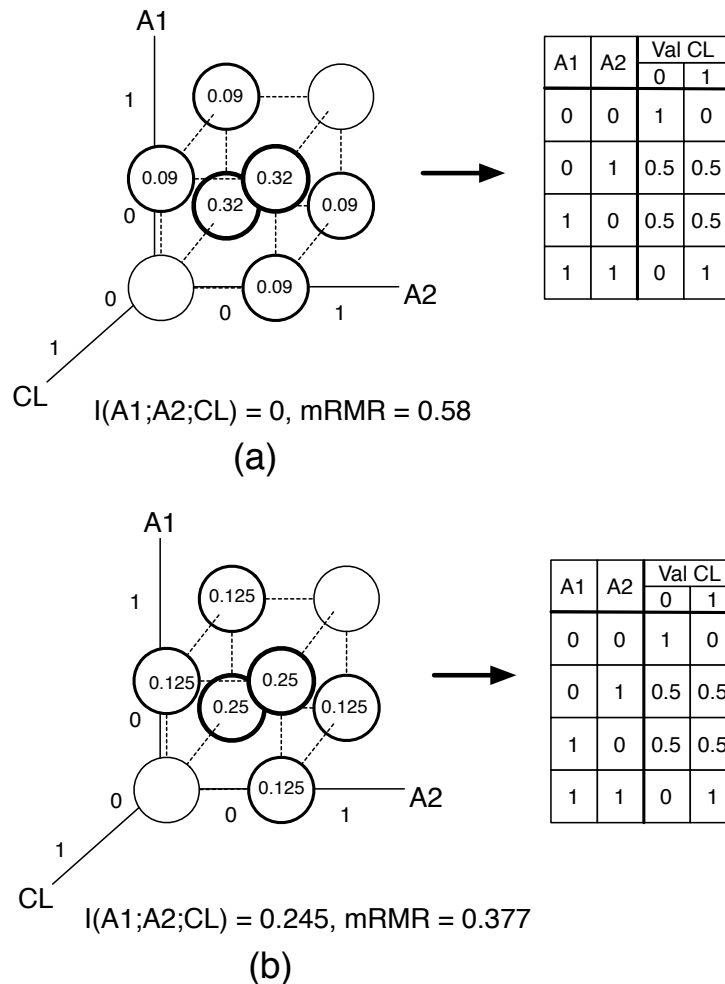 A1
1
0.09
0.09
0.32
0
0.32
0.09
0
0.09
A2
0
1
1
CL
A1 A2 Val CL
0 1
0 0 1 0
0 1 0.5 0.5
1 0 0.5 0.5
1 1 0 1
I(A1;A2;CL) = 0, mRMR = 0.58
(a)
A1
1
0.125
0.125
0.25
0
0.25
0.125
0
0.125
A2
0
1
1
CL
A1 A2 Val CL
0 1
0 0 1 0
0 1 0.5 0.5
1 0 0.5 0.5
1 1 0 1
I(A1;A2;CL) = 0.245, mRMR = 0.377
(b)